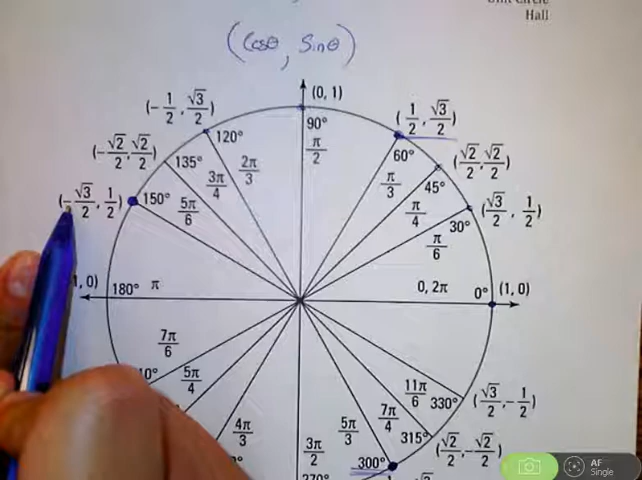 Hall
(cosθ, sinθ)
(0, 1)
(-1/2, √3/2)
(1/2, √3/2)
90°
π/2
120°
2π/3
60°
π/3
(-√2/2, √2/2)
135°
3π/4
45°
π/4
(√2/2, √2/2)
(-√3/2, 1/2)
150°
5π/6
30°
π/6
(√3/2, 1/2)
1, 0)
180° π
0, 2π 0° (1, 0)
7π/6
5π/4
4π/3
3π/2
5π/3
300°
7π/4
315°
(√2/2, -√2/2)
11π/6
330°
(√3/2, -1/2)
AF
Single